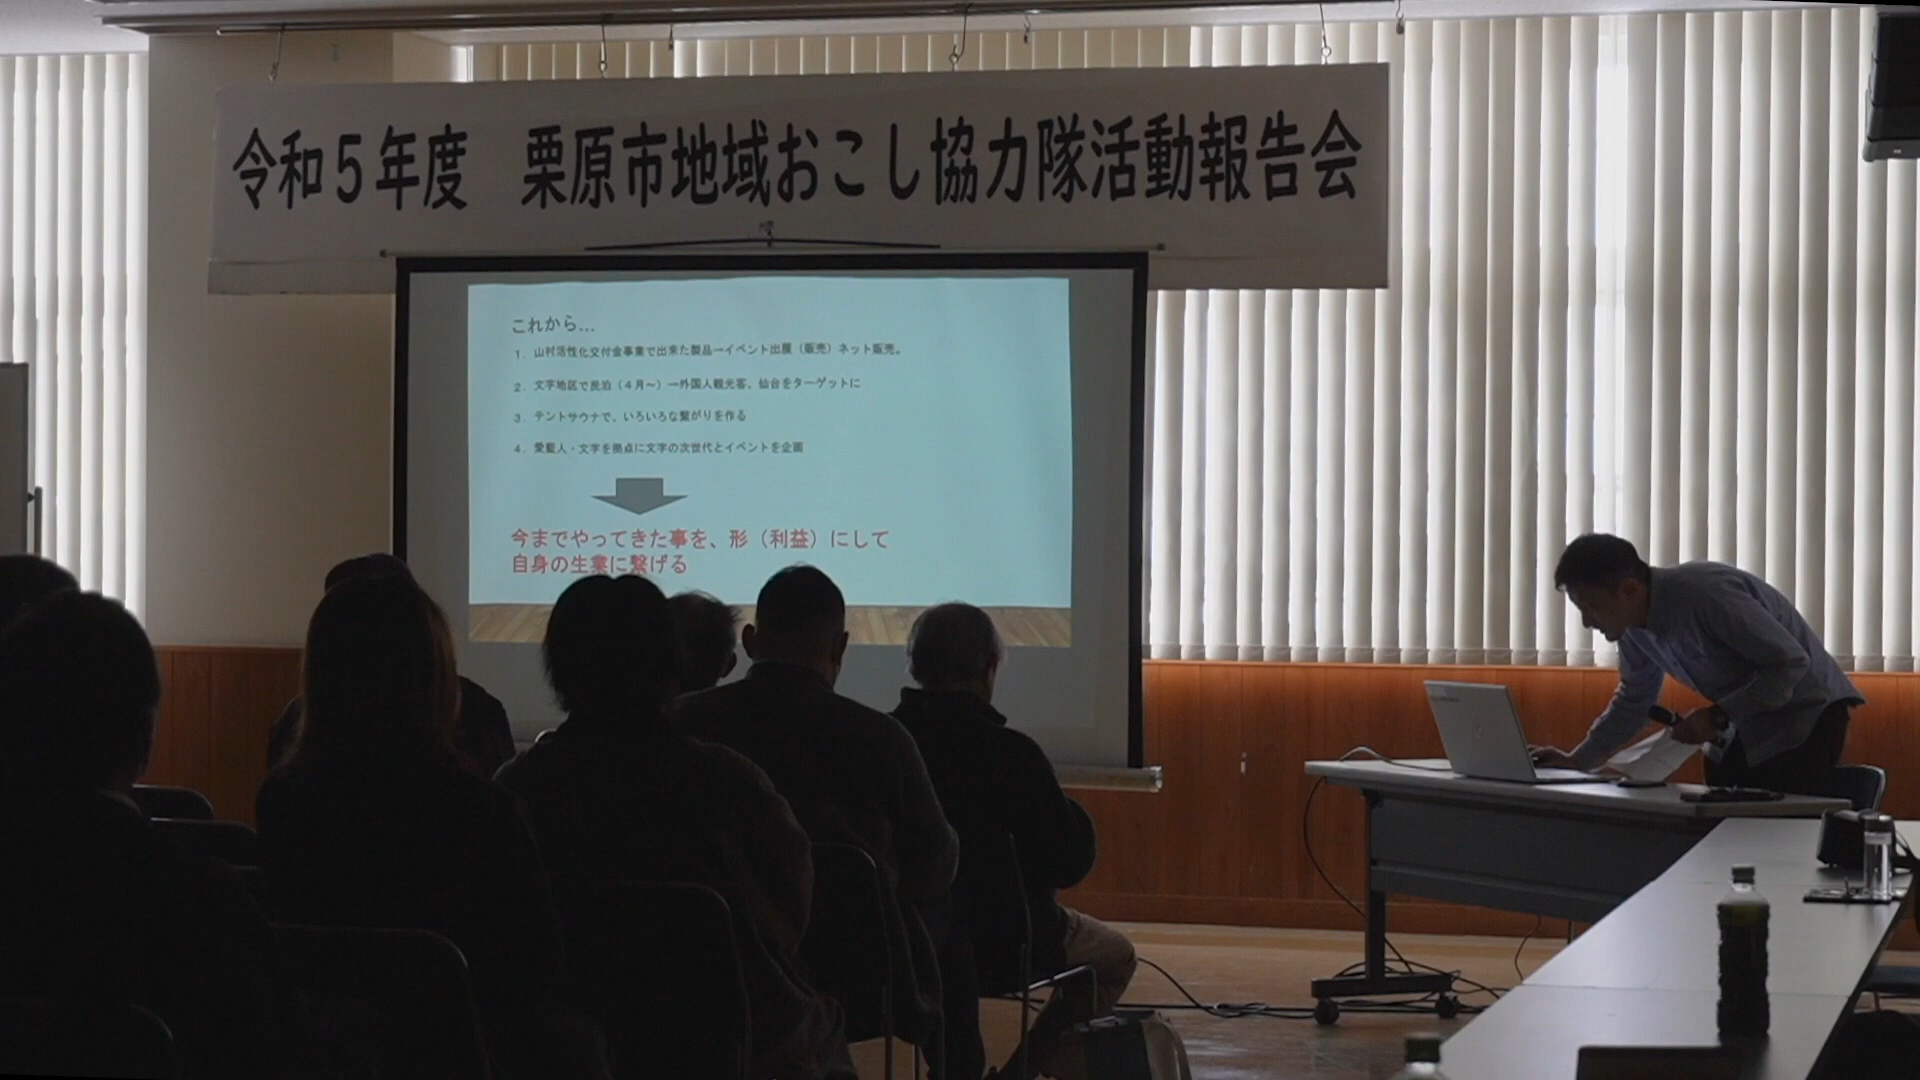 令和５年度　栗原市地域おこし協力隊活動報告会
これから…
1. 山村活性化交付金事業で出来た製品→イベント出展（販売）ネット販売。
2. 文字地区で民泊（４月～）→外国人観光客、仙台をターゲットに
3. テントサウナで、いろいろな繋がりを作る
4. 愛藍人・文字を拠点に文字の次世代とイベントを企画
今までやってきた事を、形（利益）にして
自身の生業に繋げる